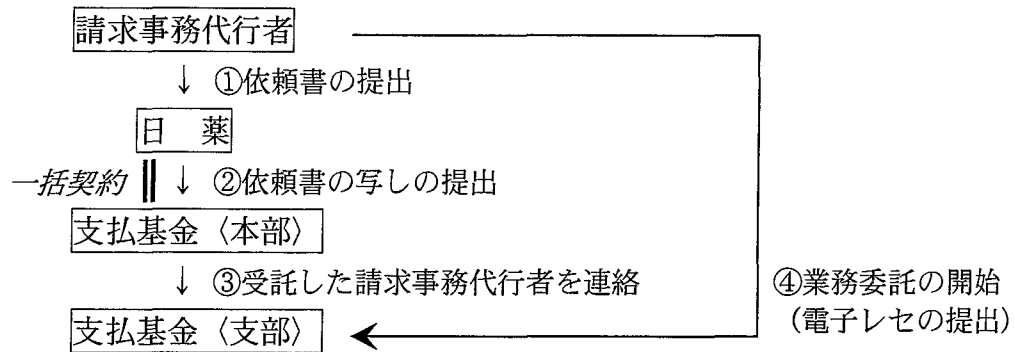 請求事務代行者
↓ ①依頼書の提出
日 薬
一括契約 ‖ ↓ ②依頼書の写しの提出
支払基金〈本部〉
↓ ③受託した請求事務代行者を連絡
支払基金〈支部〉
④業務委託の開始
(電子レセの提出)